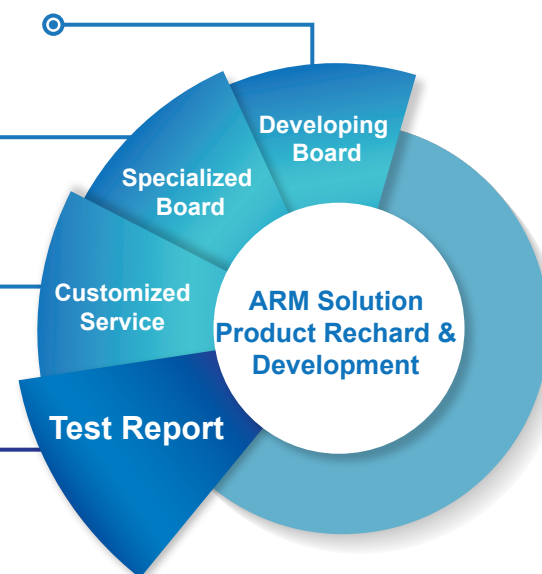 Developing
Board
Specialized
Board
Customized
Service
Test Report
ARM Solution
Product Rechard &
Development